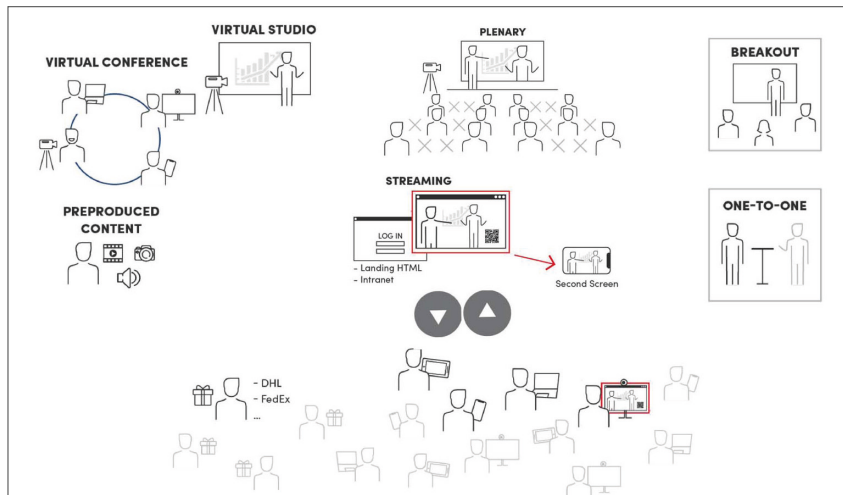 VIRTUAL STUDIO
PLENARY
BREAKOUT
VIRTUAL CONFERENCE
STREAMING
PREPRODUCED
CONTENT
ONE-TO-ONE
LOG IN
- Landing HTML
- Intranet
Second Screen
- DHL
- FedEx
...